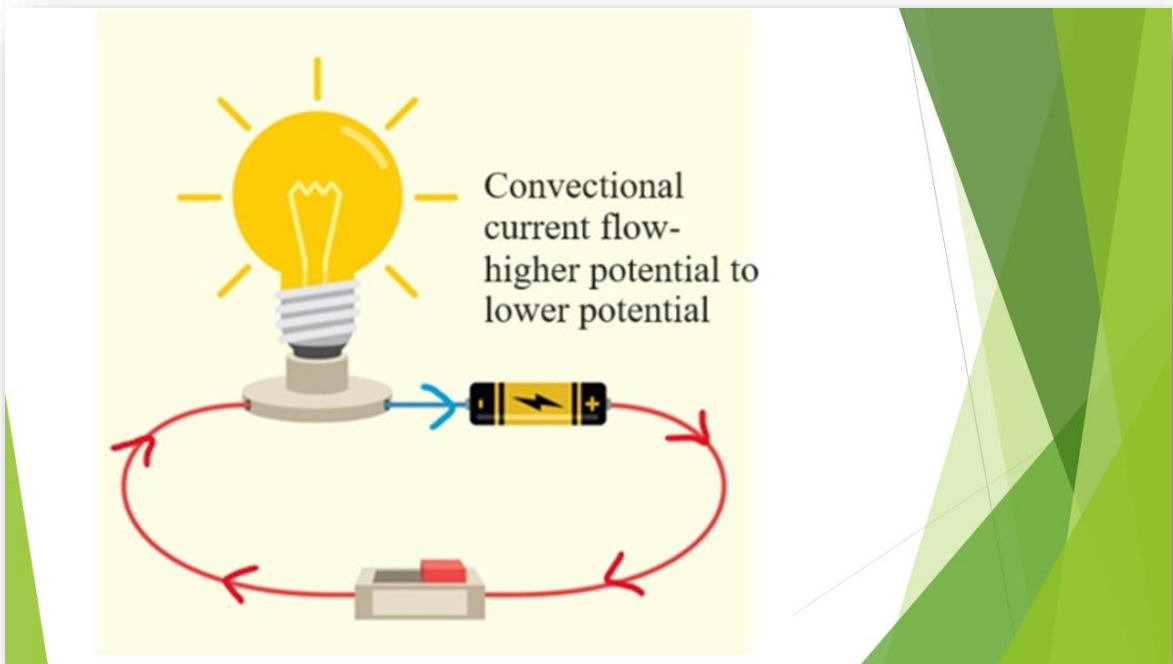 Convectional
current flow-
higher potential to
lower potential
- +